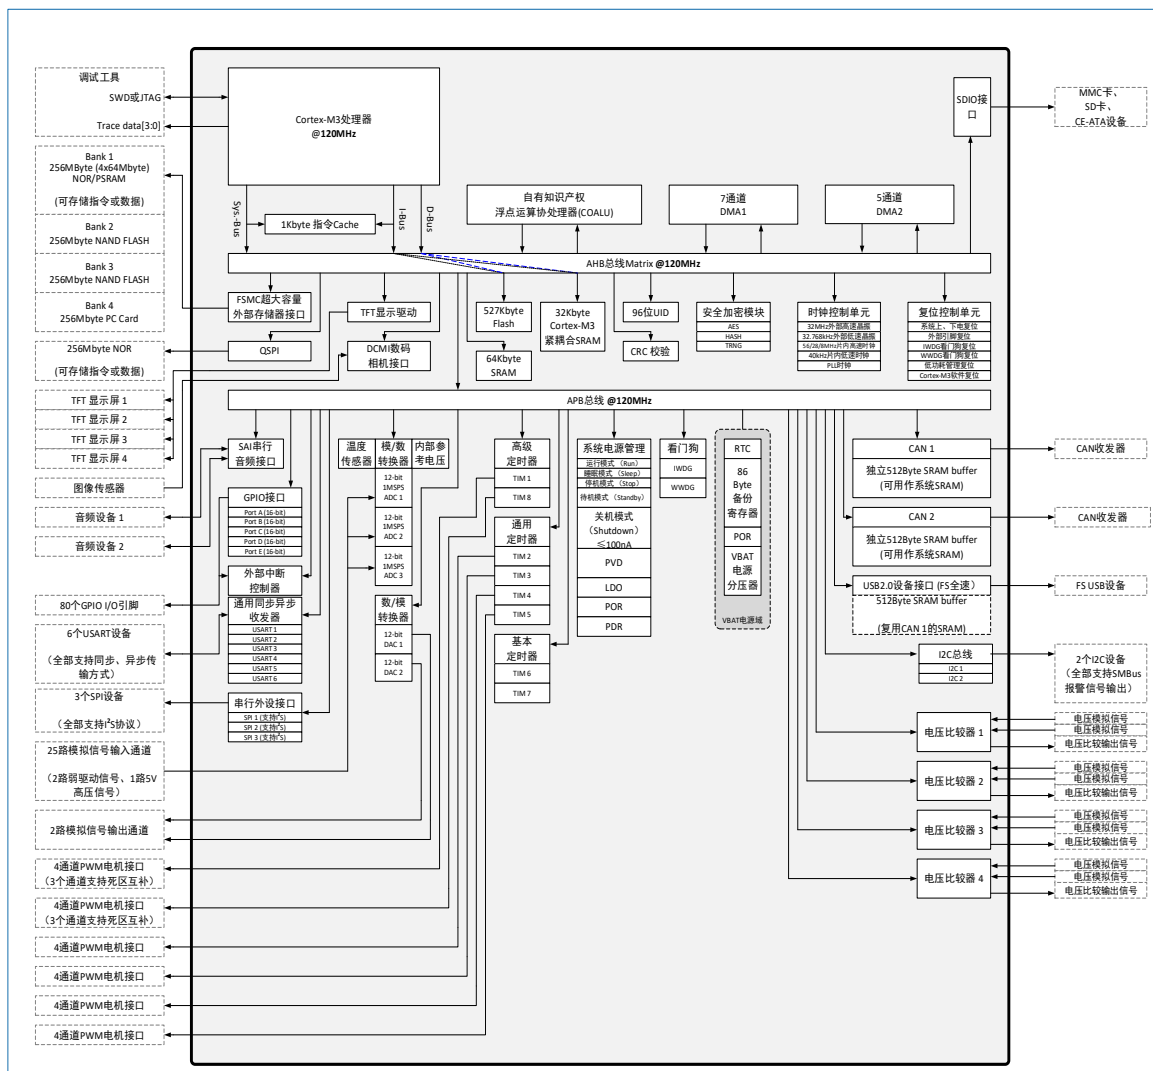 调试工具
SWD或JTAG
Trace data[3:0]
Bank 1
256MByte (4x64Mbyte)
NOR/PSRAM
(可存储指令或数据)
Bank 2
256Mbyte NAND FLASH
Bank 3
256Mbyte NAND FLASH
Bank 4
256Mbyte PC Card
256Mbyte NOR
(可存储指令或数据)
TFT 显示屏 1
TFT 显示屏 2
TFT 显示屏 3
TFT 显示屏 4
图像传感器
音频设备 1
音频设备 2
80个GPIO I/O引脚
6个USART设备
(全部支持同步、异步传
输方式)
3个SPI设备
(全部支持I²S协议)
25路模拟信号输入通道
(2路弱驱动信号、1路5V
高压信号)
2路模拟信号输出通道
4通道PWM电机接口
(3个通道支持死区互补)
4通道PWM电机接口
(3个通道支持死区互补)
4通道PWM电机接口
4通道PWM电机接口
4通道PWM电机接口
4通道PWM电机接口
Cortex-M3处理器
@120MHz
Sys.-Bus
I-Bus
D-Bus
1Kbyte 指令Cache
自有知识产权
浮点运算协处理器(COALU)
7通道
DMA1
5通道
DMA2
SDIO接
口
MMC卡、
SD卡、
CE-ATA设备
AHB总线Matrix @120MHz
FSMC超大容量
外部存储器接口
QSPI
TFT显示驱动
DCMI数码
相机接口
527Kbyte
Flash
64Kbyte
SRAM
32Kbyte
Cortex-M3
紧耦合SRAM
96位UID
CRC 校验
安全加密模块
AES
HASH
TRNG
时钟控制单元
32MHz外部高速晶振
32.768kHz外部低速晶振
56/28/8MHz片内高速时钟
40kHz片内低速时钟
PLL时钟
复位控制单元
系统上、下电复位
外部引脚复位
IWDG看门狗复位
WWDG看门狗复位
低功耗管理复位
Cortex-M3软件复位
APB总线 @120MHz
SAI串行
音频接口
GPIO接口
Port A (16-bit)
Port B (16-bit)
Port C (16-bit)
Port D (16-bit)
Port E (16-bit)
外部中断
控制器
通用同步异步
收发器
USART 1
USART 2
USART 3
USART 4
USART 5
USART 6
串行外设接口
SPI 1 (支持I²S)
SPI 2 (支持I²S)
SPI 3 (支持I²S)
温度
传感器
模/数
转换器
内部参
考电压
12-bit
1MSPS
ADC 1
12-bit
1MSPS
ADC 2
12-bit
1MSPS
ADC 3
数/模
转换器
12-bit
DAC 1
12-bit
DAC 2
高级
定时器
TIM 1
TIM 8
通用
定时器
TIM 2
TIM 3
TIM 4
TIM 5
基本
定时器
TIM 6
TIM 7
系统电源管理
运行模式 (Run)
睡眠模式 (Sleep)
停机模式 (Stop)
待机模式 (Standby)
关机模式
(Shutdown)
≤100nA
PVD
LDO
POR
PDR
看门狗
IWDG
WWDG
RTC
86
Byte
备份
寄存器
POR
VBAT
电源
分压器
VBAT电源域
CAN 1
独立512Byte SRAM buffer
(可用作系统SRAM)
CAN 2
独立512Byte SRAM buffer
(可用作系统SRAM)
USB2.0设备接口 (FS全速)
512Byte SRAM buffer
(复用CAN 1的SRAM)
I2C总线
I2C 1
I2C 2
电压比较器 1
电压比较器 2
电压比较器 3
电压比较器 4
CAN收发器
CAN收发器
FS USB设备
2个I2C设备
(全部支持SMBus
报警信号输出)
电压模拟信号
电压模拟信号
电压比较输出信号
电压模拟信号
电压模拟信号
电压比较输出信号
电压模拟信号
电压模拟信号
电压比较输出信号
电压模拟信号
电压模拟信号
电压比较输出信号